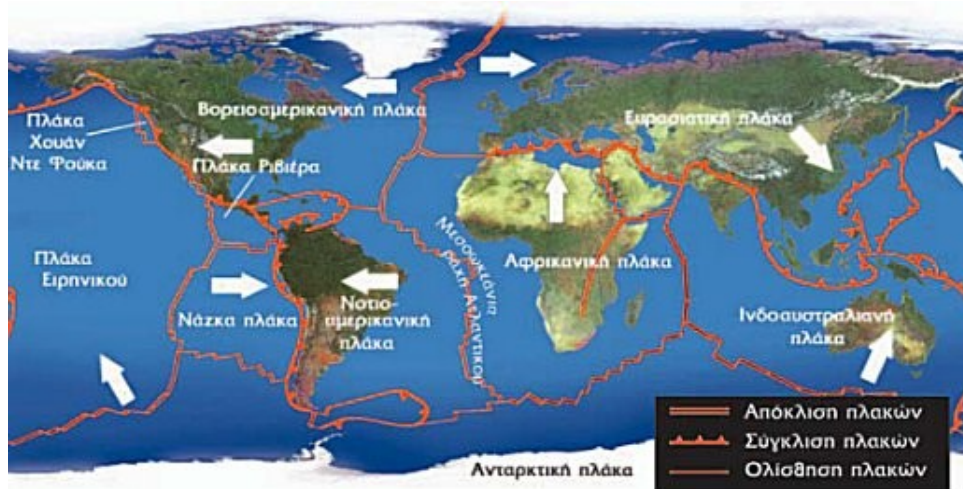 Βορειοαμερικανική πλάκα
Πλάκα
Χουάν
Ντε Φούκα
Πλάκα Ριβιέρα
Ευρασιατική πλάκα
Πλάκα
Ειρηνικού
Νάζκα πλάκα
Νοτιο-
αμερικανική
πλάκα
Μεσωκεάνια
ράχη Ατλαντικού
Αφρικανική πλάκα
Ινδοαυστραλιανή
πλάκα
Ανταρκτική πλάκα
Απόκλιση πλακών
Σύγκλιση πλακών
Ολίσθηση πλακών